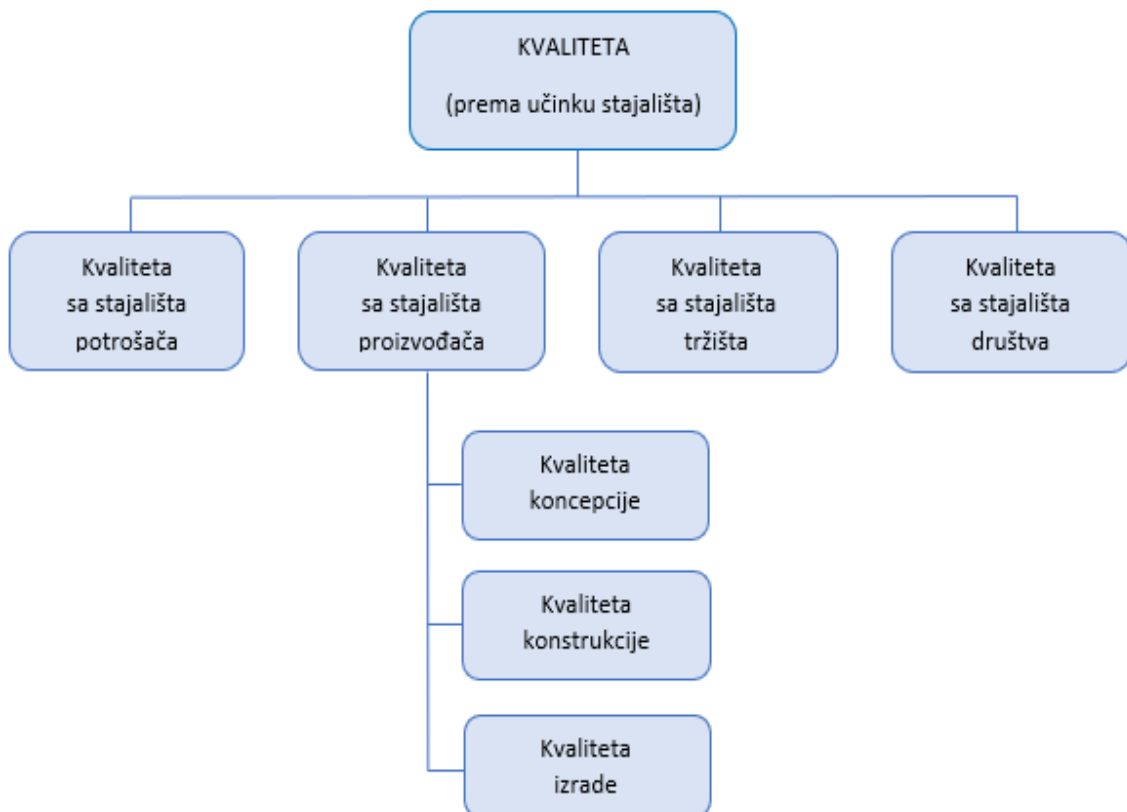 KVALITETA
(prema učinku stajališta)
Kvaliteta
sa stajališta
potrošača
Kvaliteta
sa stajališta
proizvođača
Kvaliteta
sa stajališta
tržišta
Kvaliteta
sa stajališta
društva
Kvaliteta
koncepcije
Kvaliteta
konstrukcije
Kvaliteta
izrade